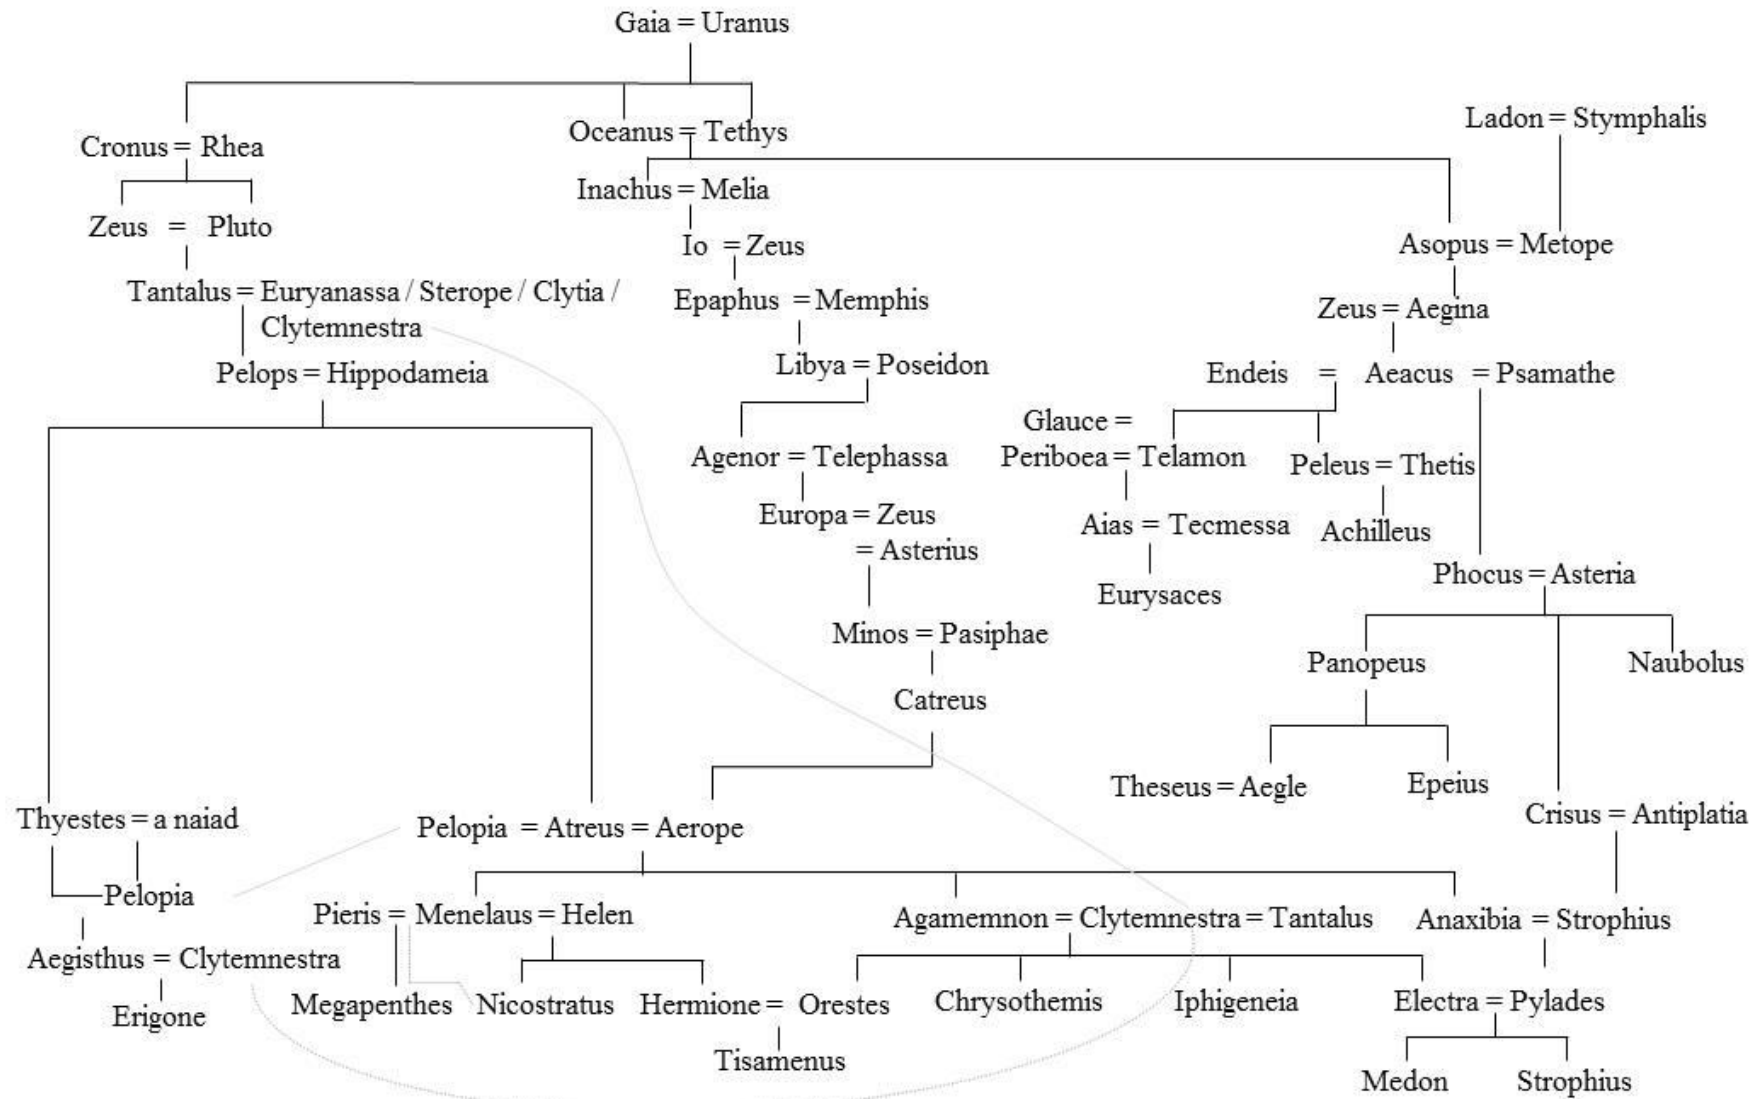 Gaia = Uranus
Ladon = Stymphalis
Oceanus = Tethys
Cronus = Rhea
Inachus = Melia
Zeus = Pluto
Io = Zeus
Asopus = Metope
Tantalus = Euryanassa / Sterope / Clytia /
Clytemnestra
Epaphus = Memphis
Zeus = Aegina
Pelops = Hippodameia
Libya = Poseidon
Endeis = Aeacus = Psamathe
Glauce =
Periboea = Telamon
Agenor = Telephassa
Peleus = Thetis
Europa = Zeus
= Asterius
Aias = Tecmessa
Achilleus
Phocus = Asteria
Eurysaces
Minos = Pasiphae
Panopeus
Naubolus
Catreus
Theseus = Aegle
Epeius
Crisus = Antiplatia
Thyestes = a naiad
Pelopia = Atreus = Aerope
Pelopia
Pieris = Menelaus = Helen
Agamemnon = Clytemnestra = Tantalus
Anaxibia = Strophius
Aegisthus = Clytemnestra
Megapenthes
Nicostratus
Hermione = Orestes
Chrysothemis
Iphigeneia
Electra = Pylades
Erigone
Tisamenus
Medon
Strophius